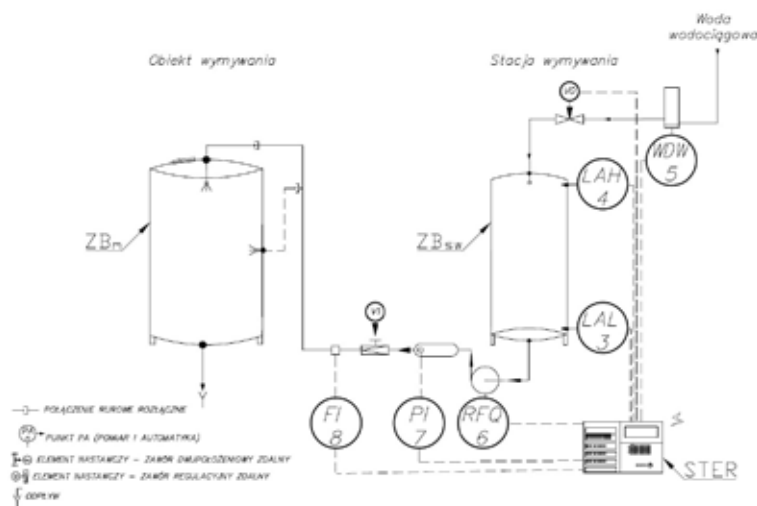 Woda
wodociągowa
Obiekt wymywania
Stacja wymywania
V0
WDW
5
LAH
4
ZBm
ZBsw
LAL
3
V1
FI
8
PI
7
RFQ
6
STER
POŁĄCZENIE RUROWE ROZŁĄCZNE
PUNKT PA (POMIAR I AUTOMATYKA)
ELEMENT NASTAWCZY - ZAWÓR DWUPOŁOŻENIOWY ZDALNY
ELEMENT NASTAWCZY - ZAWÓR REGULACYJNY ZDALNY
ODPŁYW